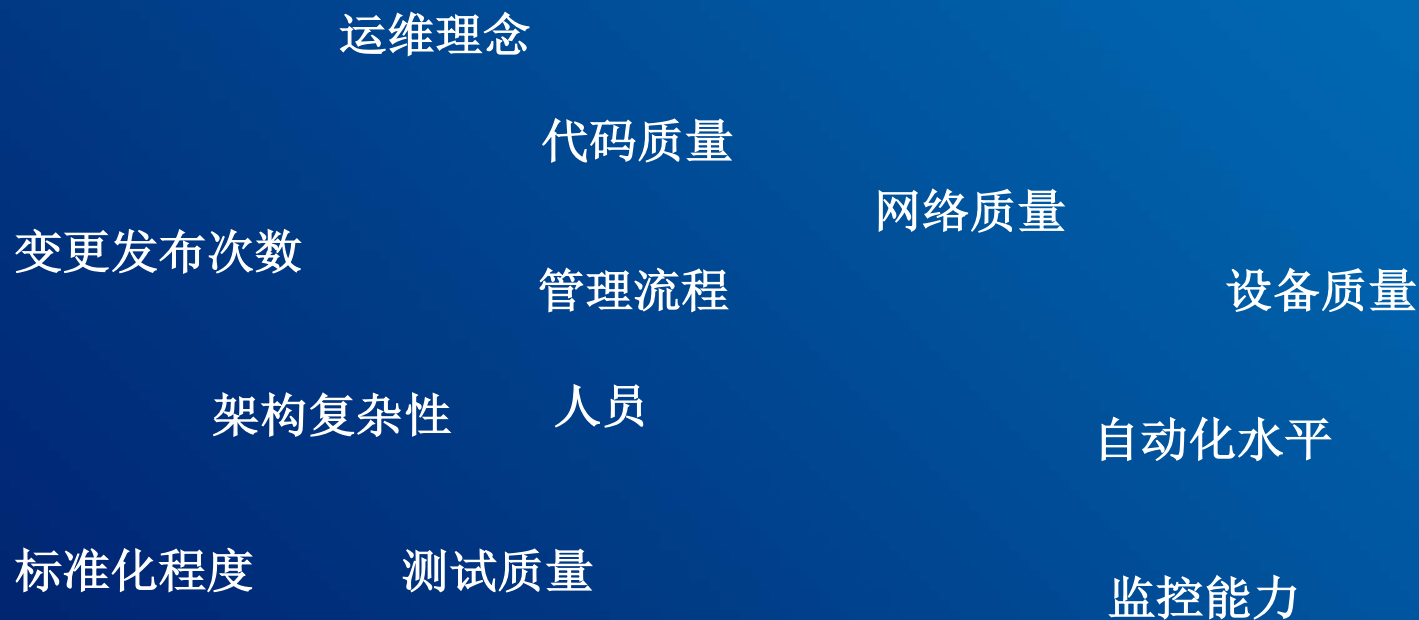 运维理念
代码质量
网络质量
变更发布次数
管理流程
设备质量
架构复杂性
人员
自动化水平
标准化程度
测试质量
监控能力